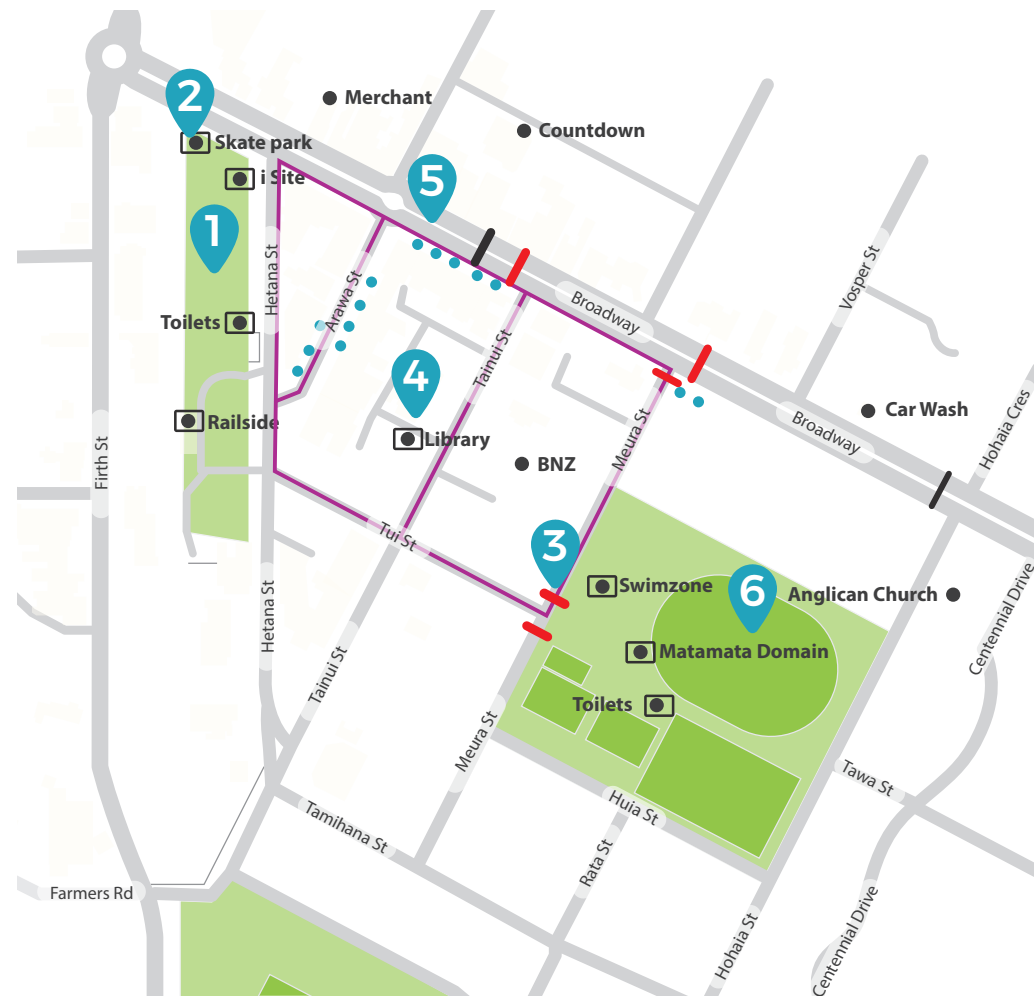 Merchant
2
Countdown
Skate park
i Site
5
1
Hetana St
Arawa St
Vosper St
Broadway
Toilets
Tainui St
4
Hohaia Cres
Car Wash
Meura St
Broadway
Railside
Library
Firth St
BNZ
Tui St
3
Swimzone
6
Anglican Church
Centennial Drive
Hetana St
Matamata Domain
Tainui St
Toilets
Meura St
Tawa St
Huia St
Tamihana St
Rata St
Farmers Rd
Hohaia St
Centennial Drive